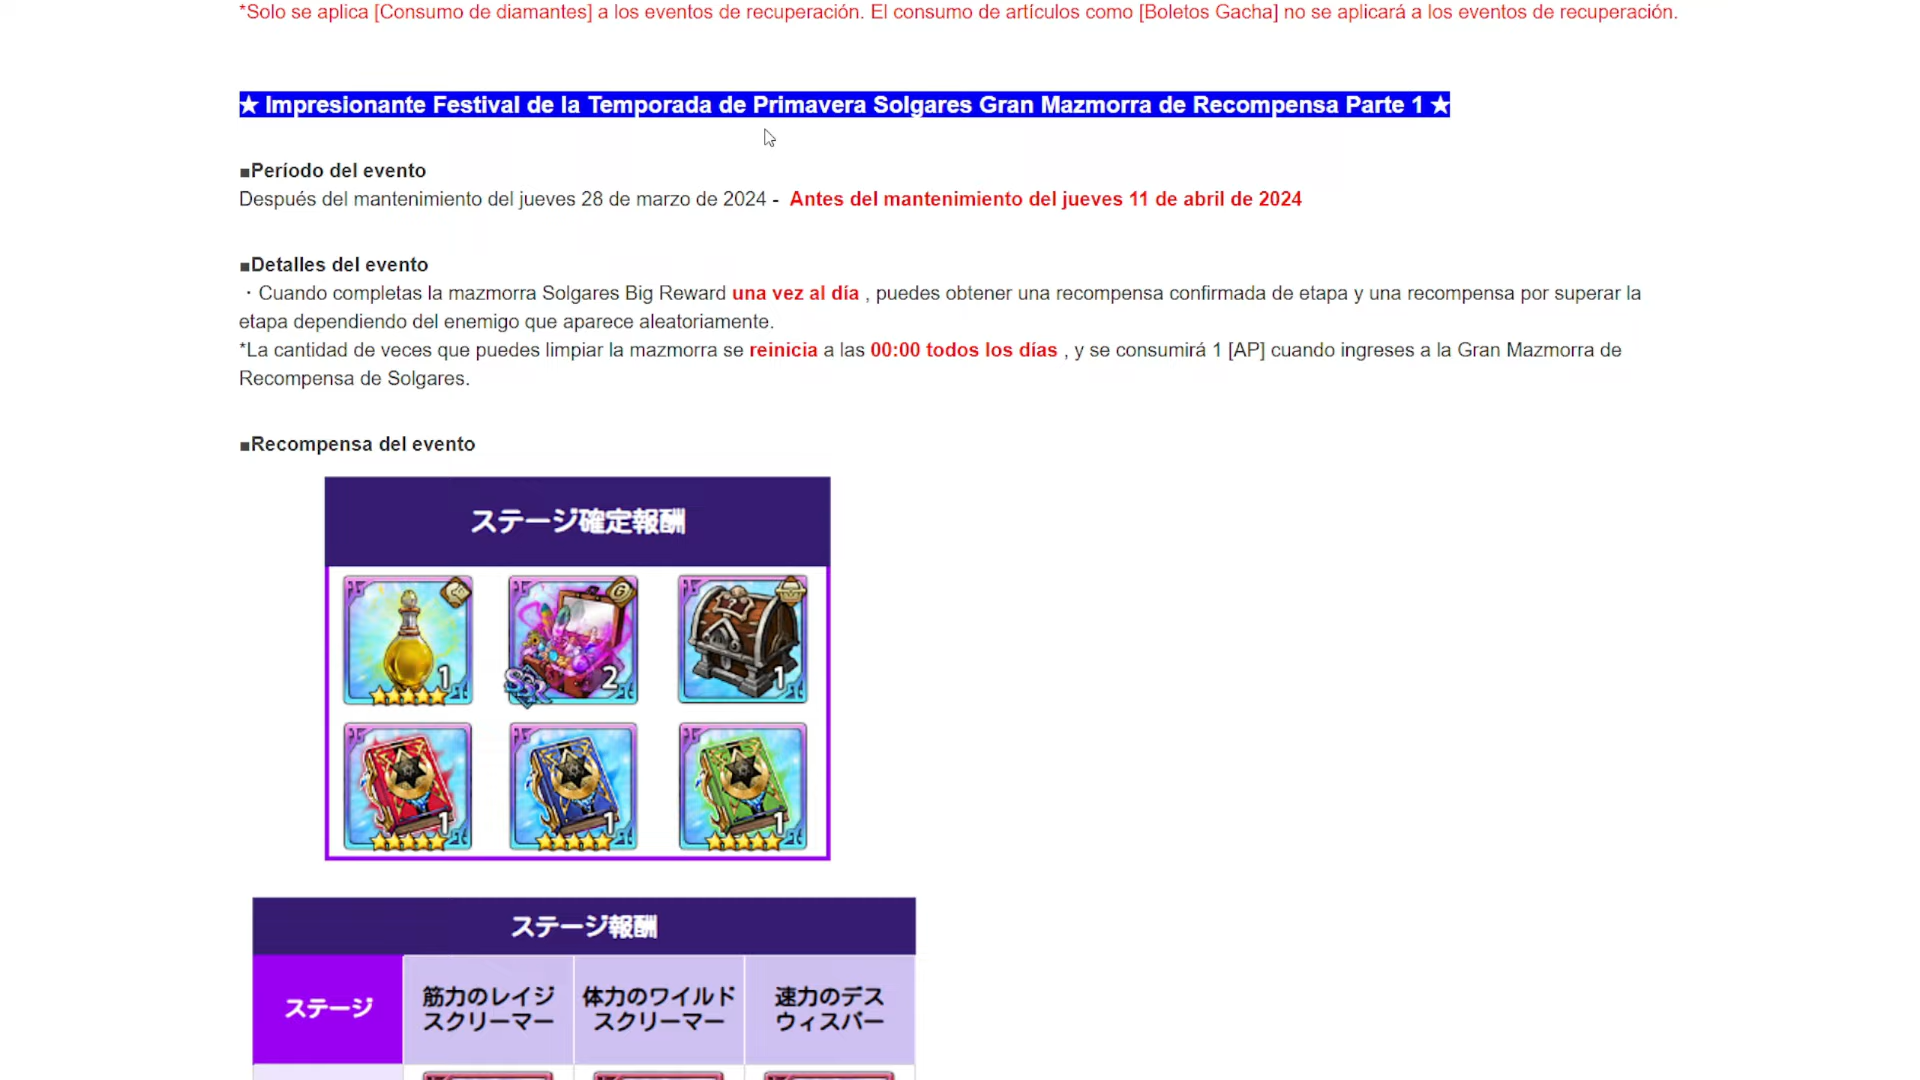 *Solo se aplica [Consumo de diamantes] a los eventos de recuperación. El consumo de artículos como [Boletos Gacha] no se aplicará a los eventos de recuperación.
★ Impresionante Festival de la Temporada de Primavera Solgares Gran Mazmorra de Recompensa Parte 1 ★
■Período del evento
Después del mantenimiento del jueves 28 de marzo de 2024 - Antes del mantenimiento del jueves 11 de abril de 2024
■Detalles del evento
・Cuando completas la mazmorra Solgares Big Reward una vez al día , puedes obtener una recompensa confirmada de etapa y una recompensa por superar la
etapa dependiendo del enemigo que aparece aleatoriamente.
*La cantidad de veces que puedes limpiar la mazmorra se reinicia a las 00:00 todos los días , y se consumirá 1 [AP] cuando ingreses a la Gran Mazmorra de
Recompensa de Solgares.
■Recompensa del evento
ステージ確定報酬
1
G
SSR
2
1
1
1
1
ステージ報酬
ステージ
筋力のレイジ
スクリーマー
体力のワイルド
スクリーマー
速力のデス
ウィスパー